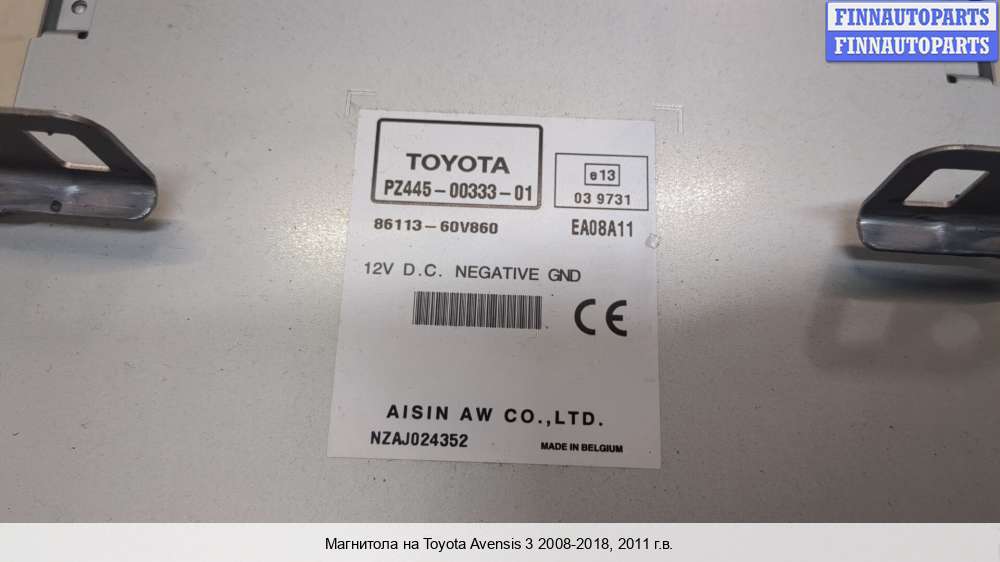 FINNAUTOPARTS
FINNAUTOPARTS
TOYOTA
PZ445-00333-01
e13
03 9731
86113-60V860
EA08A11
12V D.C. NEGATIVE GND
CE
AISIN AW CO.,LTD.
NZAJ024352
MADE IN BELGIUM
Магнитола на Toyota Avensis 3 2008-2018, 2011 г.в.